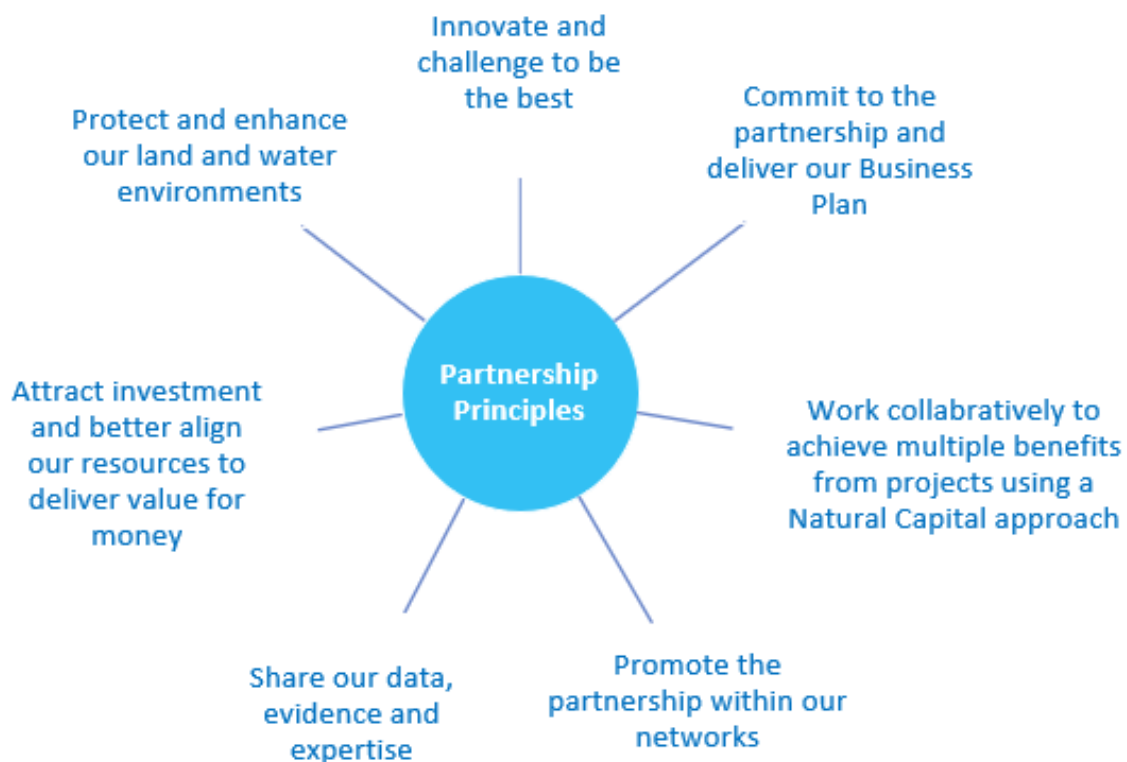 Innovate and
challenge to be
the best
Commit to the
partnership and
deliver our Business
Plan
Protect and enhance
our land and water
environments
Partnership
Principles
Attract investment
and better align
our resources to
deliver value for
money
Work collabratively to
achieve multiple benefits
from projects using a
Natural Capital approach
Share our data,
evidence and
expertise
Promote the
partnership within our
networks